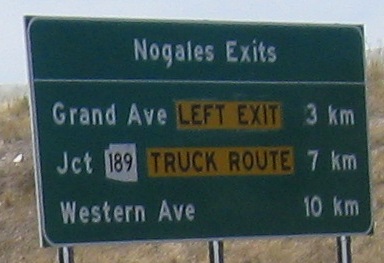 Nogales Exits
Grand Ave LEFT EXIT 3 km
Jct 189 TRUCK ROUTE 7 km
Western Ave 10 km